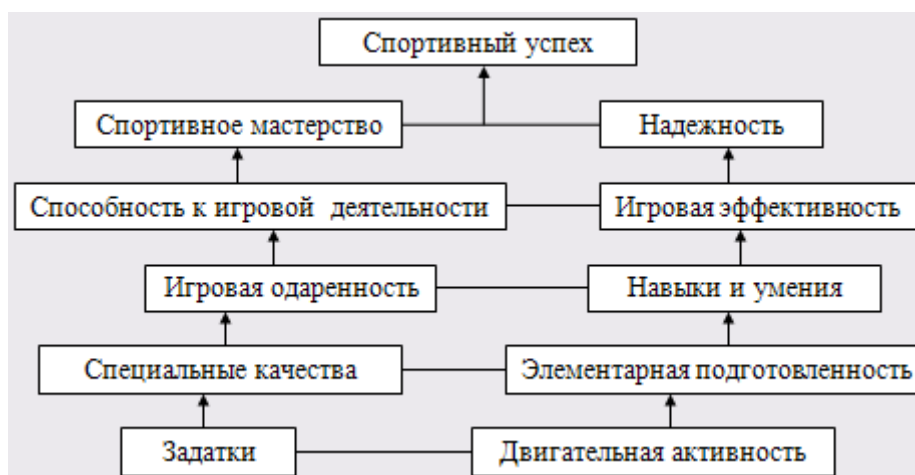 Спортивный успех
Спортивное мастерство
Надежность
Способность к игровой деятельности
Игровая эффективность
Игровая одаренность
Навыки и умения
Специальные качества
Элементарная подготовленность
Задатки
Двигательная активность